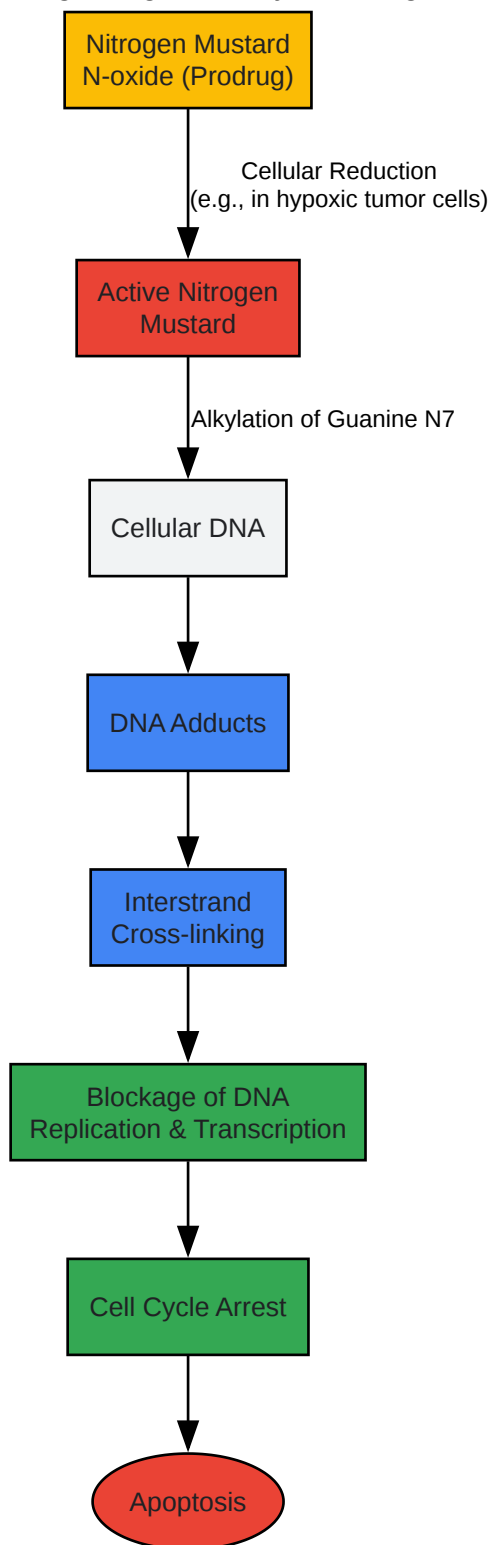 Nitrogen Mustard
N-oxide (Prodrug)
Cellular Reduction
(e.g., in hypoxic tumor cells)
Active Nitrogen
Mustard
Alkylation of Guanine N7
Cellular DNA
DNA Adducts
Interstrand
Cross-linking
Blockage of DNA
Replication & Transcription
Cell Cycle Arrest
Apoptosis